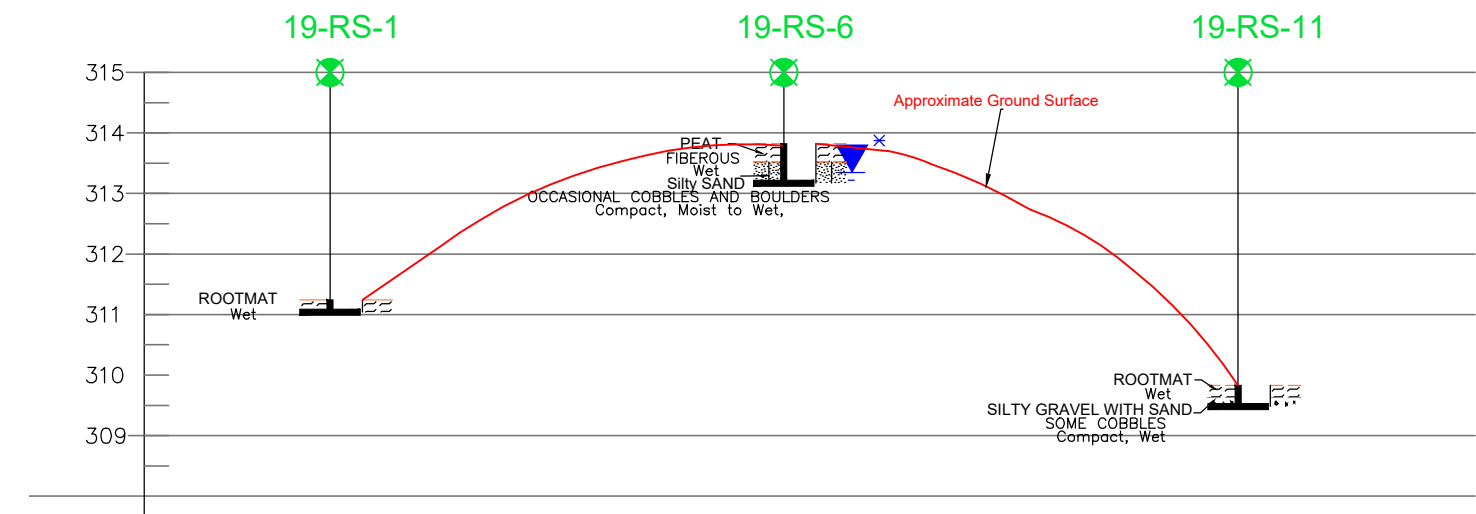 19-RS-1
19-RS-6
19-RS-11
315
Approximate Ground Surface
314
PEAT
FIBEROUS
Wet
Silty SAND
313
OCCASIONAL COBBLES AND BOULDERS
Compact, Moist to Wet,
312
ROOTMAT
Wet
311
310
ROOTMAT
Wet
SILTY GRAVEL WITH SAND
SOME COBBLES
Compact, Wet
309